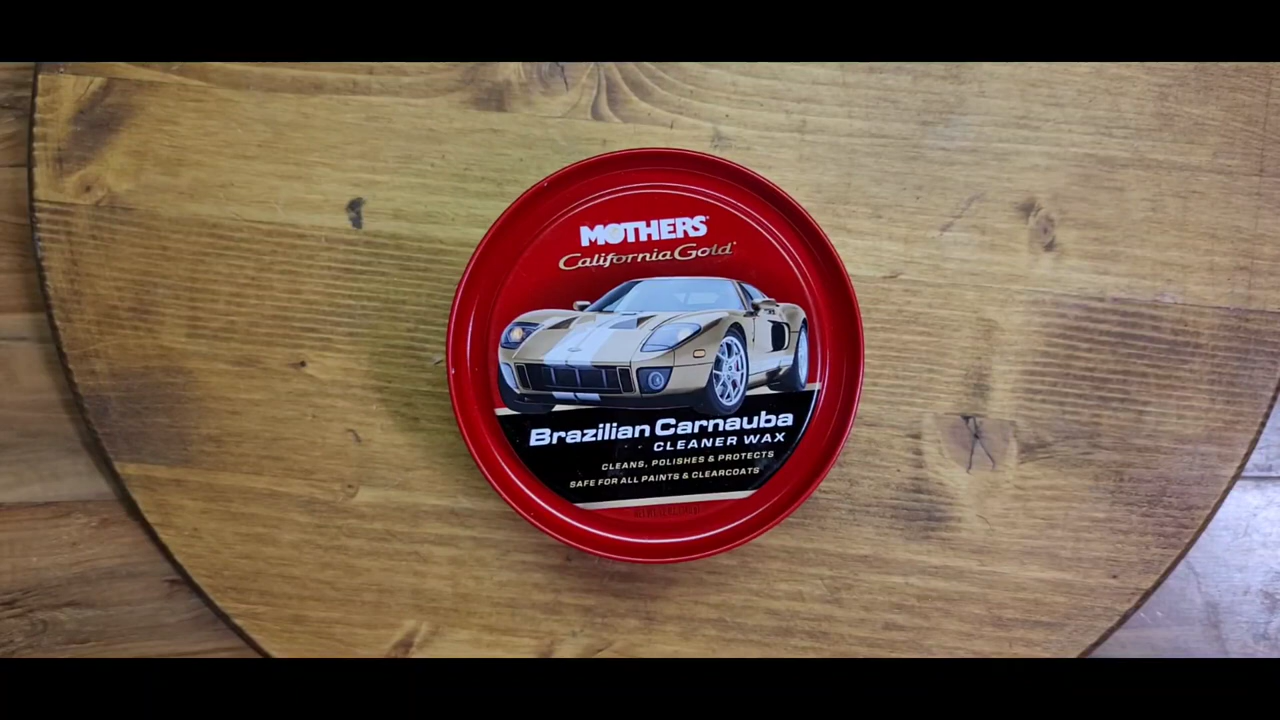 MOTHERS®
California Gold®
Brazilian Carnauba
CLEANER WAX
CLEANS, POLISHES & PROTECTS
SAFE FOR ALL PAINTS & CLEARCOATS